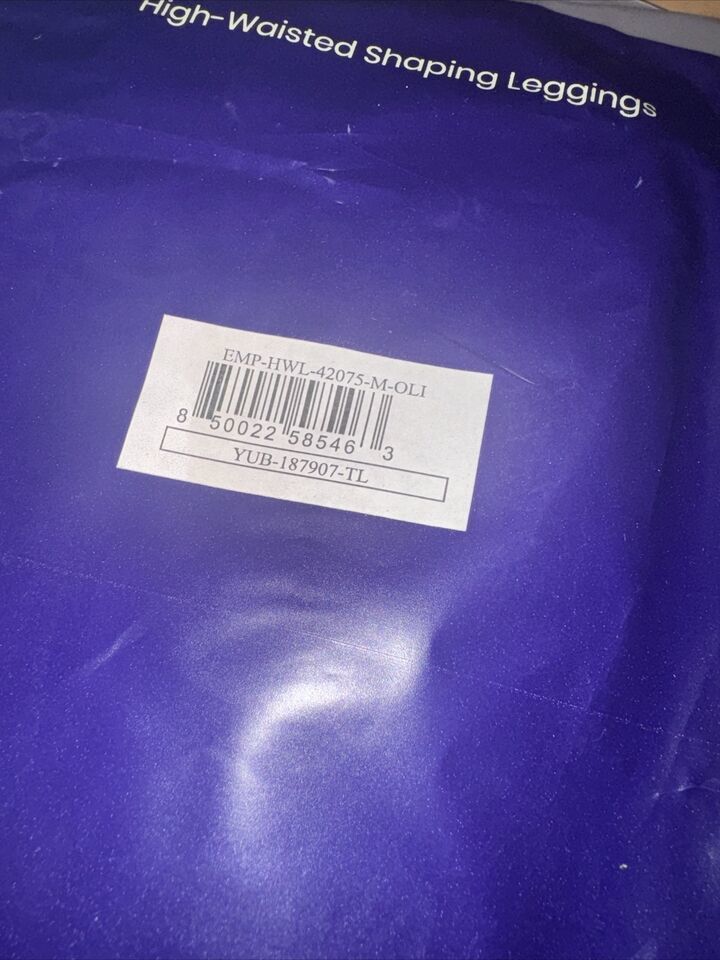 High-Waisted Shaping Leggings
EMP-HWL-42075-M-OLI
8 50022 58546 3
YUB-187907-TL